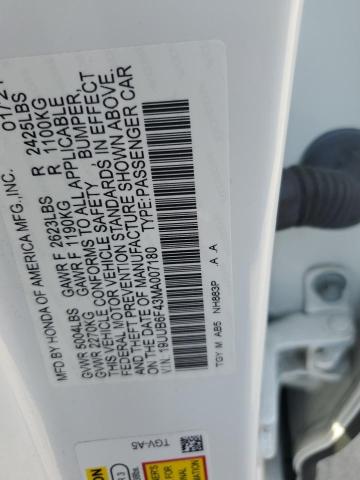 MFD BY HONDA OF AMERICA MFG., INC. 01/21
GVWR 5004LBS GAWR F 2623LBS R 2425LBS
GVWR 2270KG GAWR F 1190KG R 1100KG
THIS VEHICLE CONFORMS TO ALL APPLICABLE
FEDERAL MOTOR VEHICLE SAFETY, BUMPER,
AND THEFT PREVENTION STANDARDS IN EFFECT
ON THE DATE OF MANUFACTURE SHOWN ABOVE.
V.I.N. 19UUB6F43MA007180 TYPE:PASSENGER CAR
TGY M AB5 NH883P A A
TGV-A5